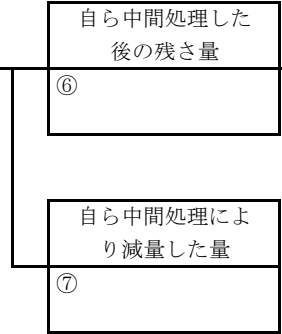 自ら中間処理した
後の残さ量
⑥
自ら中間処理によ
り減量した量
⑦